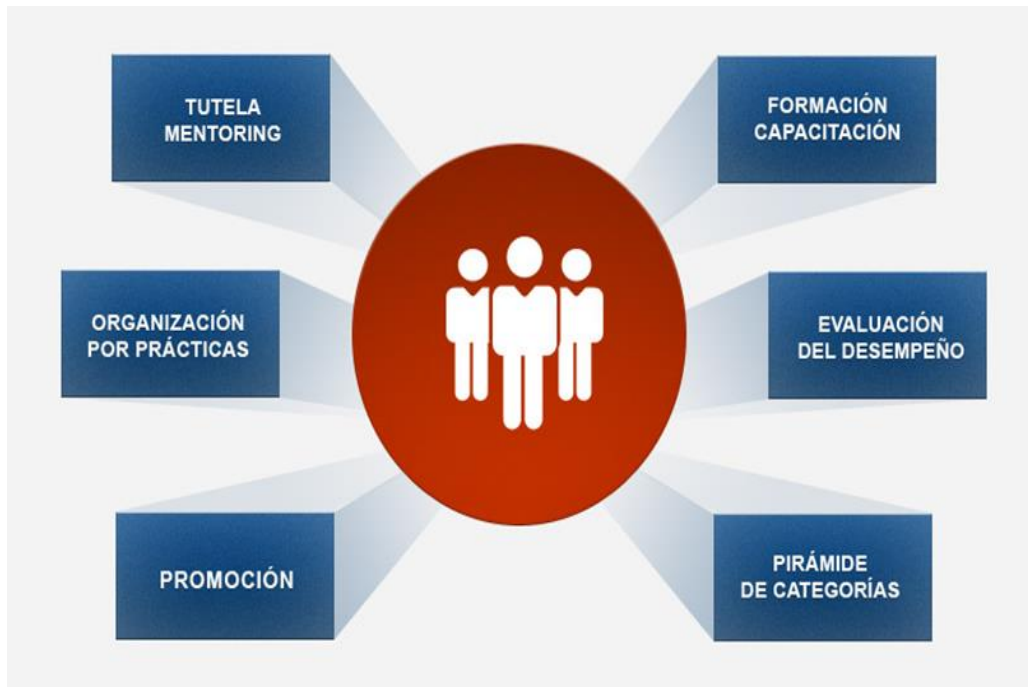 TUTELA
MENTORING
FORMACIÓN
CAPACITACIÓN
ORGANIZACIÓN
POR PRÁCTICAS
EVALUACIÓN
DEL DESEMPEÑO
PROMOCIÓN
PIRÁMIDE
DE CATEGORÍAS